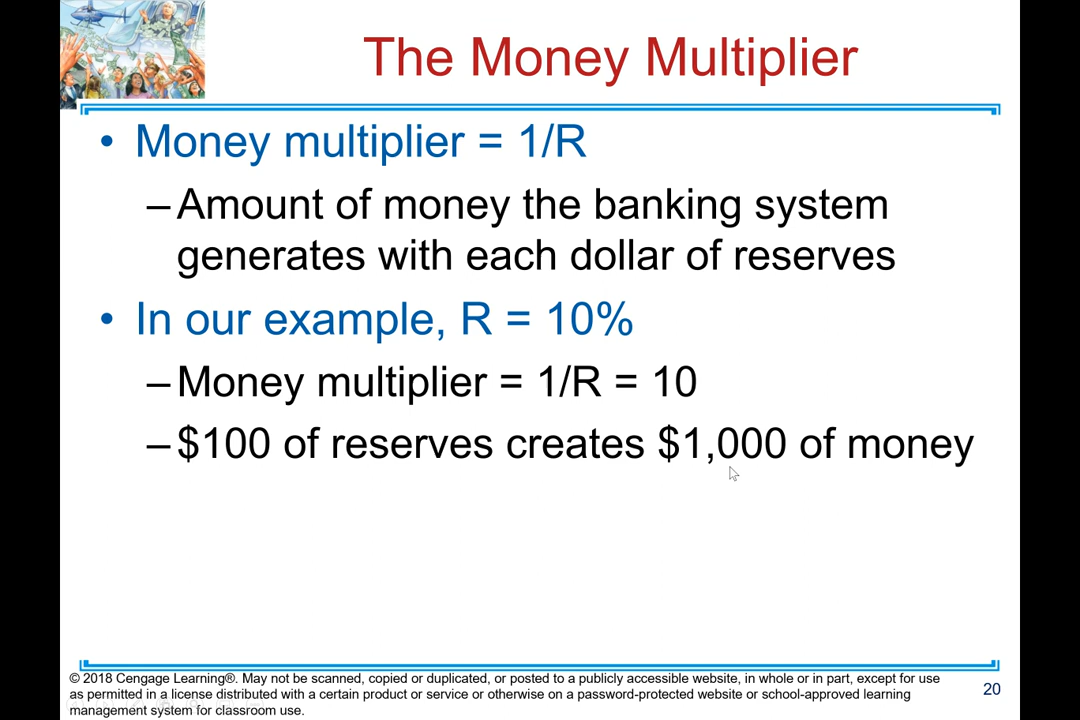 The Money Multiplier
• Money multiplier = 1/R
– Amount of money the banking system
generates with each dollar of reserves
• In our example, R = 10%
– Money multiplier = 1/R = 10
– $100 of reserves creates $1,000 of money
© 2018 Cengage Learning®. May not be scanned, copied or duplicated, or posted to a publicly accessible website, in whole or in part, except for use
as permitted in a license distributed with a certain product or service or otherwise on a password-protected website or school-approved learning
management system for classroom use.
20